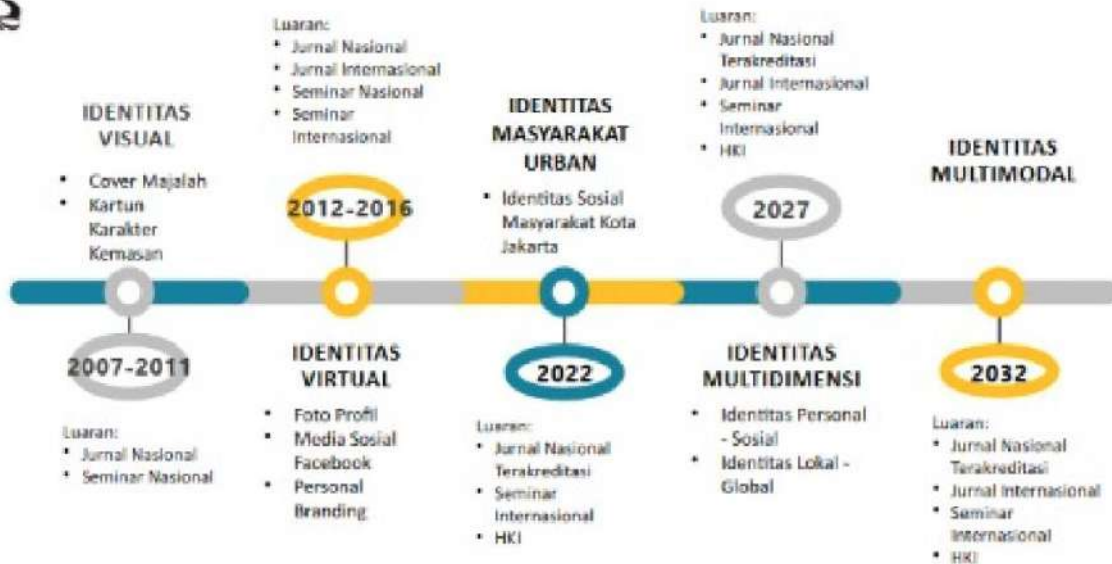 IDENTITAS
VISUAL
• Cover Majalah
• Kartun
Karakter
Kemasan
2007-2011
Luaran:
• Jurnal Nasional
• Seminar Nasional
Luaran:
• Jurnal Nasional
• Jurnal Internasional
• Seminar Nasional
• Seminar
Internasional
2012-2016
IDENTITAS
VIRTUAL
• Foto Profil
• Media Sosial
Facebook
• Personal
Branding
IDENTITAS
MASYARAKAT
URBAN
• Identitas Sosial
Masyarakat Kota
Jakarta
2022
Luaran:
• Jurnal Nasional
Terakreditasi
• Seminar
Internasional
• HKI
Luaran:
• Jurnal Nasional
Terakreditasi
• Jurnal Internasional
• Seminar
Internasional
• HKI
2027
IDENTITAS
MULTIDIMENSI
• Identitas Personal
- Sosial
• Identitas Lokal -
Global
IDENTITAS
MULTIMODAL
2032
Luaran:
• Jurnal Nasional
Terakreditasi
• Jurnal Internasional
• Seminar
Internasional
• HKI